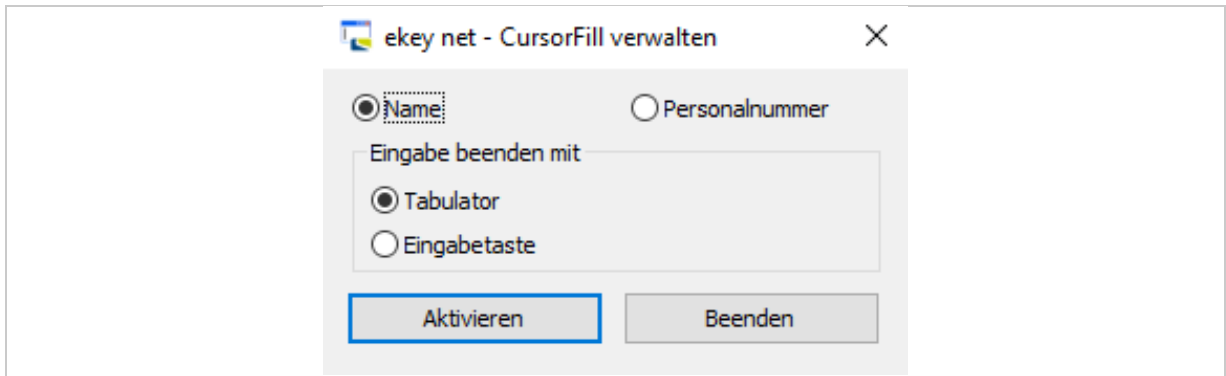 ekey net - CursorFill verwalten
Name Personalnummer
Eingabe beenden mit
Tabulator
Eingabetaste
Aktivieren Beenden